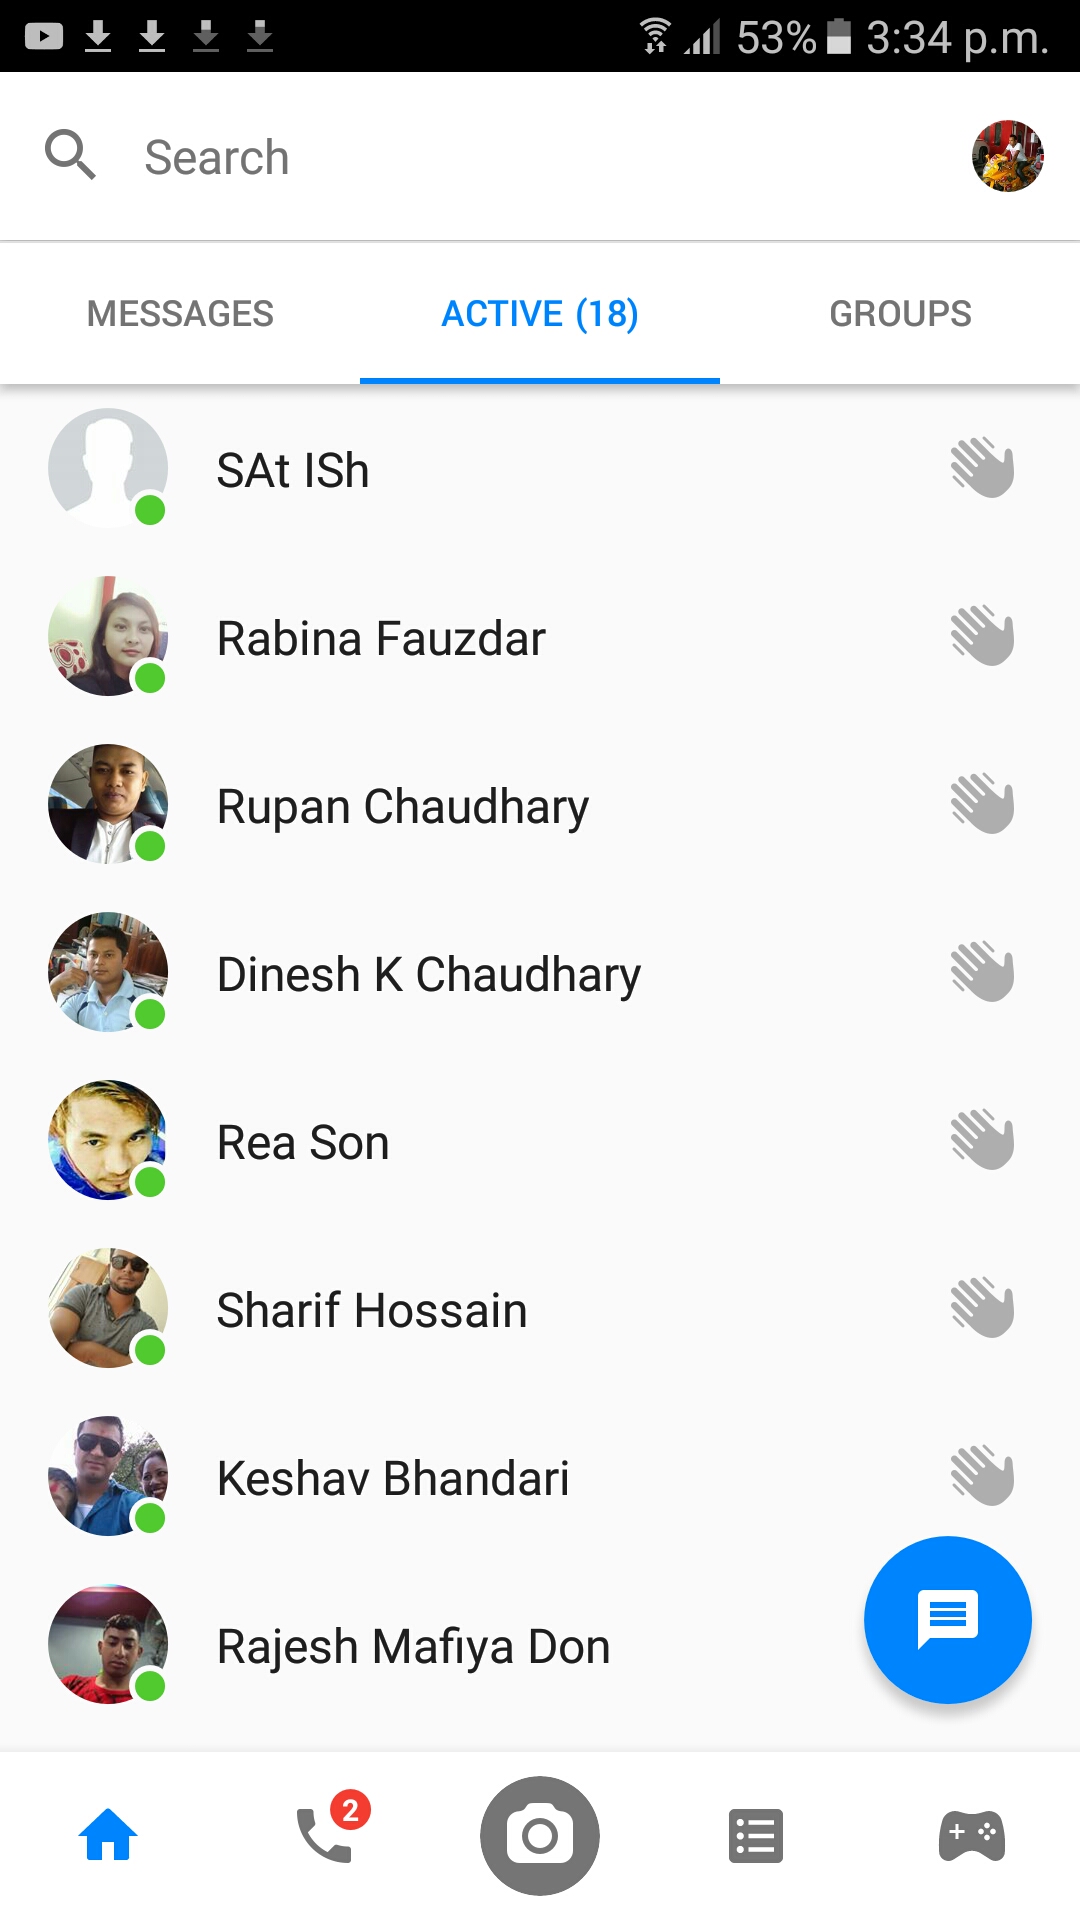 53% 3:34 p.m.
Search
MESSAGES ACTIVE (18) GROUPS
SAt ISh
Rabina Fauzdar
Rupan Chaudhary
Dinesh K Chaudhary
Rea Son
Sharif Hossain
Keshav Bhandari
Rajesh Mafiya Don
2